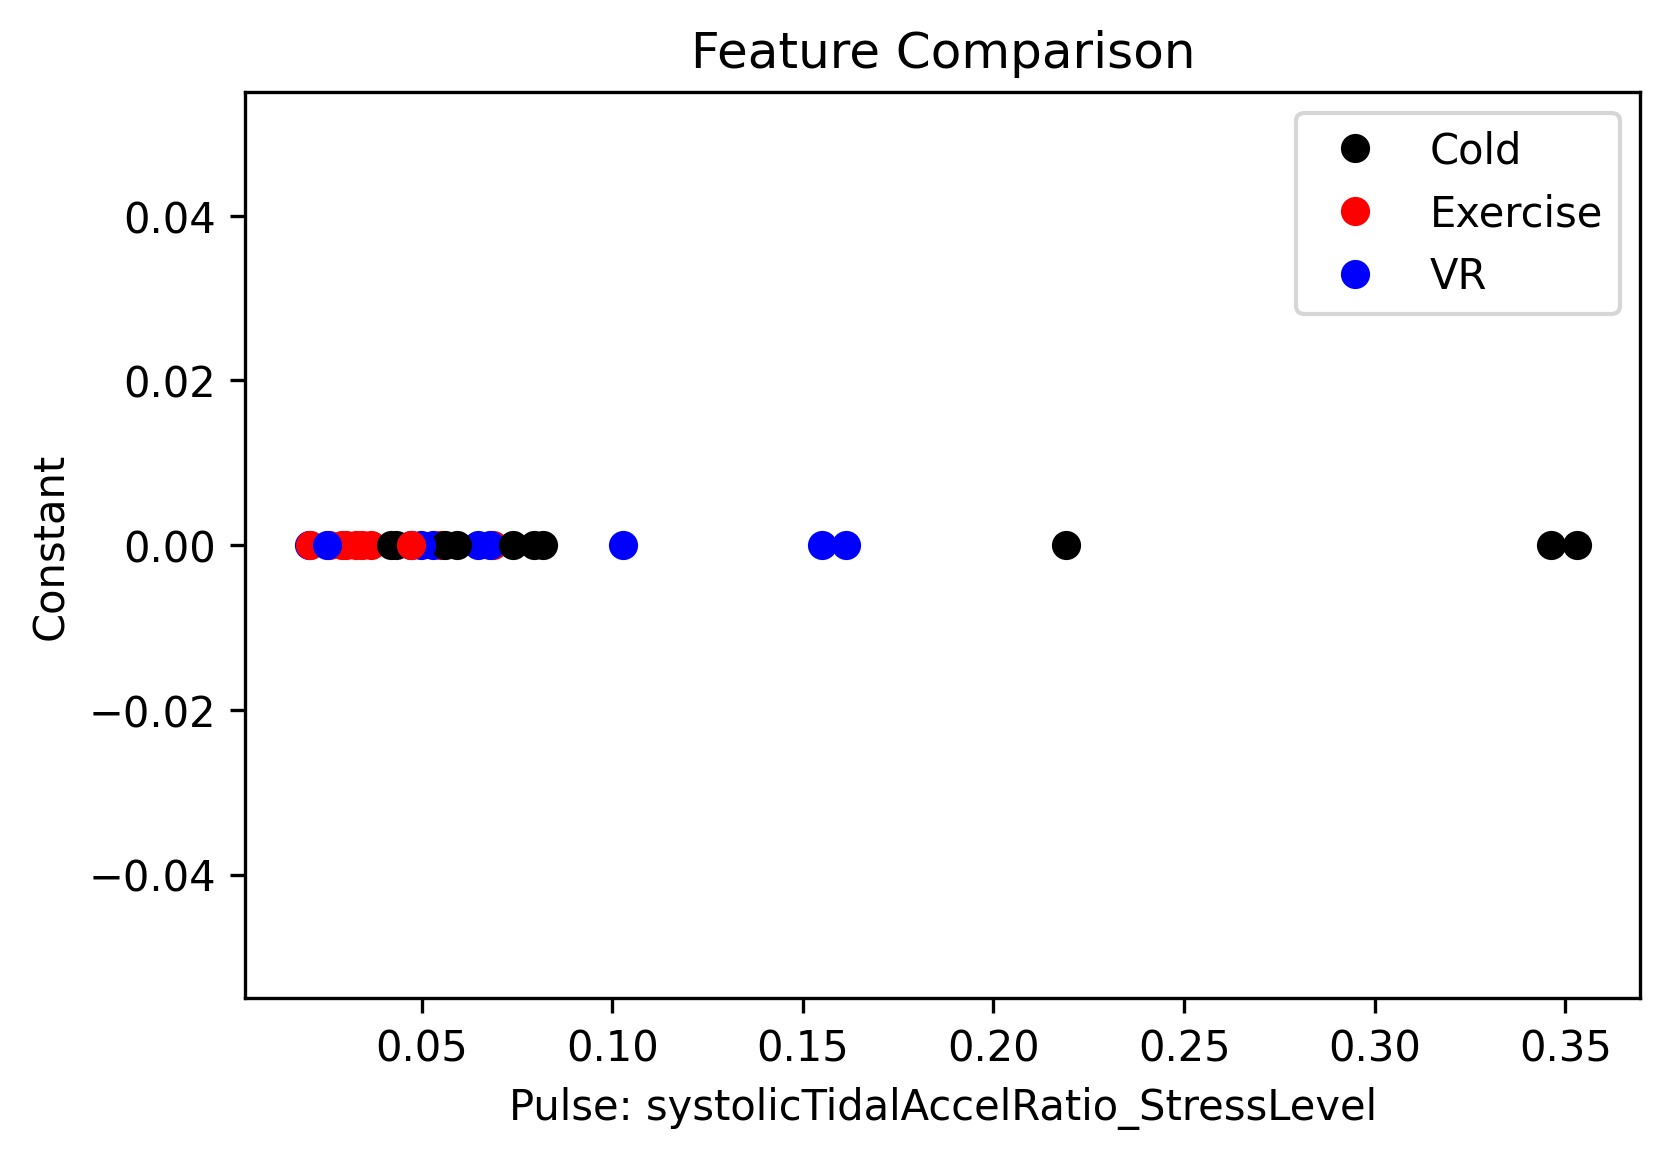 Feature Comparison
Cold
Exercise
VR
0.04
0.02
0.00
−0.02
−0.04
Constant
0.05 0.10 0.15 0.20 0.25 0.30 0.35
Pulse: systolicTidalAccelRatio_StressLevel